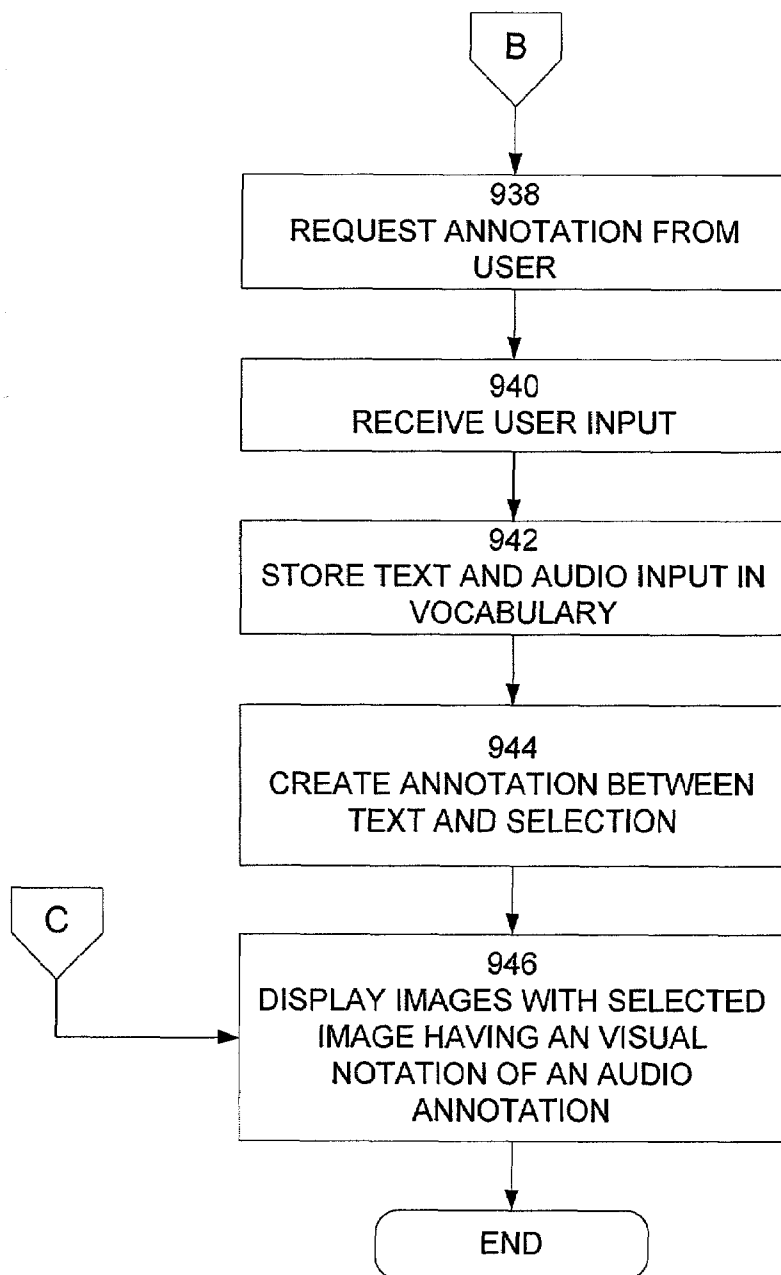 B
938
REQUEST ANNOTATION FROM
USER
940
RECEIVE USER INPUT
942
STORE TEXT AND AUDIO INPUT IN
VOCABULARY
944
CREATE ANNOTATION BETWEEN
TEXT AND SELECTION
C
946
DISPLAY IMAGES WITH SELECTED
IMAGE HAVING AN VISUAL
NOTATION OF AN AUDIO
ANNOTATION
END